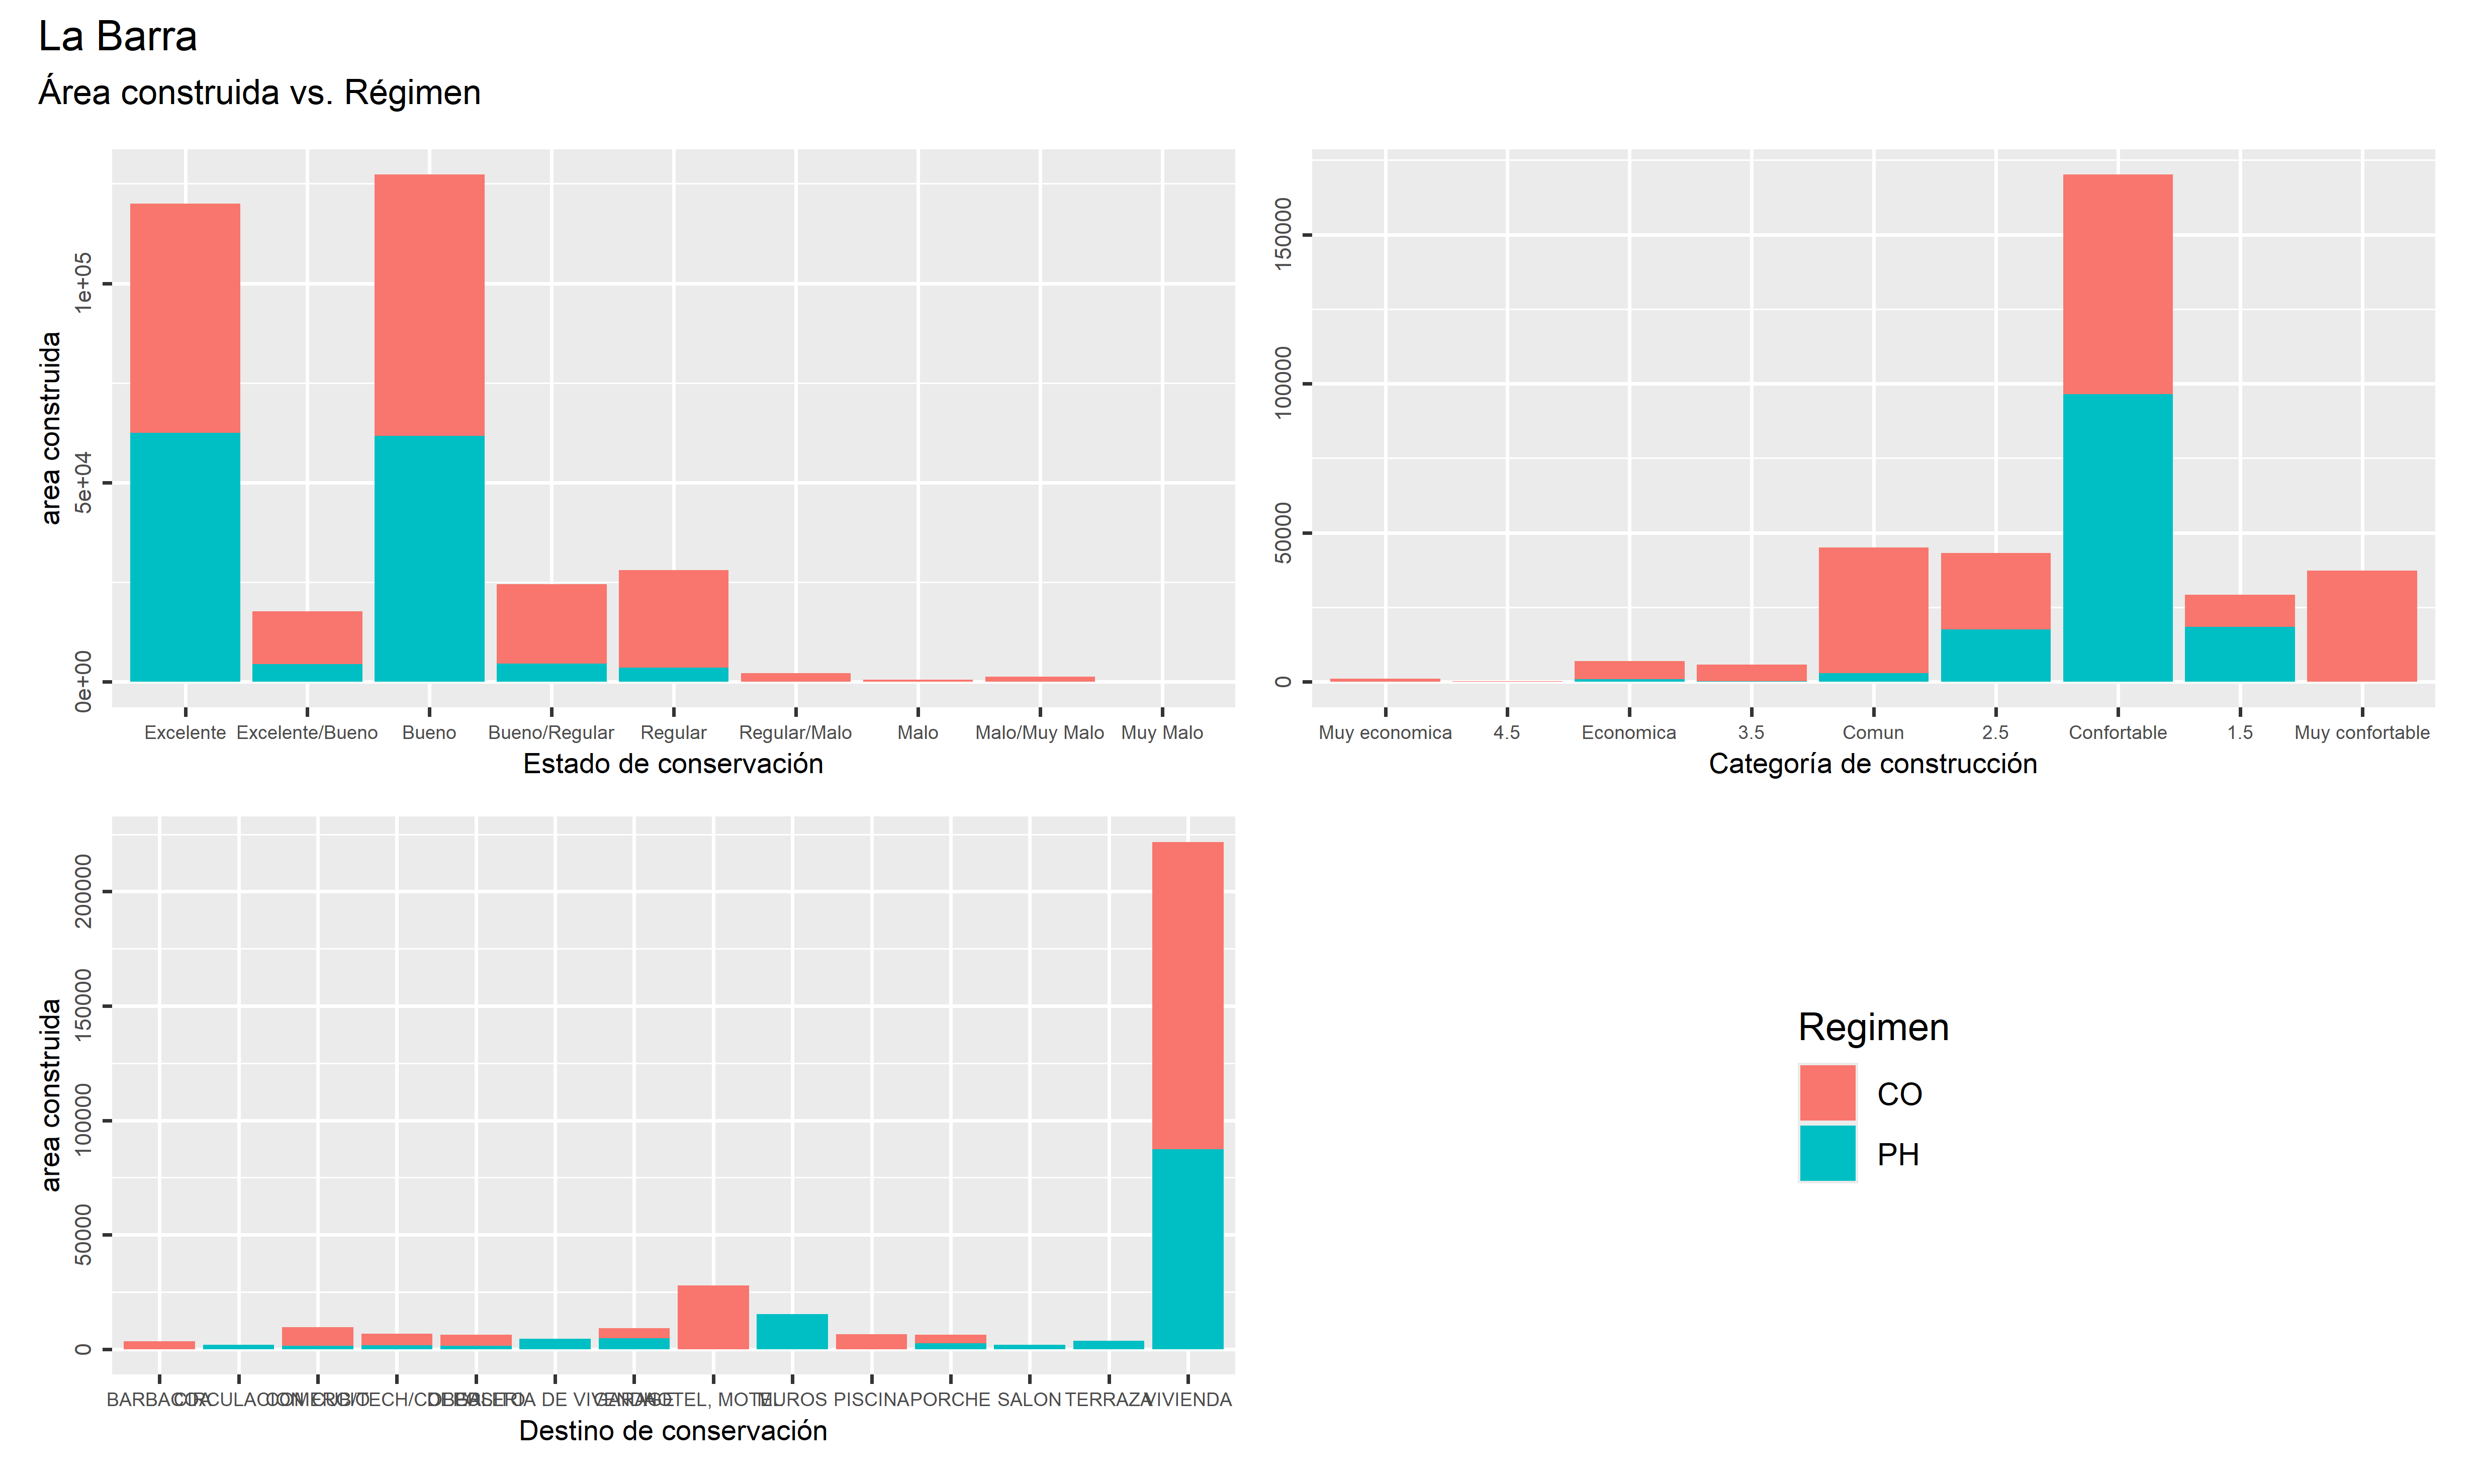 La Barra
Área construida vs. Régimen
area construida
1e+05
5e+04
0e+00
Excelente Excelente/Bueno Bueno Bueno/Regular Regular Regular/Malo Malo Malo/Muy Malo Muy Malo
Estado de conservación
150000
100000
50000
0
Muy economica 4.5 Economica 3.5 Comun 2.5 Confortable 1.5 Muy confortable
Categoría de construcción
area construida
200000
150000
100000
50000
0
BARBACOA CIRCULACION MUROS PISCINA PORCHE SALON TERRAZA VIVIENDA
Destino de conservación
Regimen
CO
PH